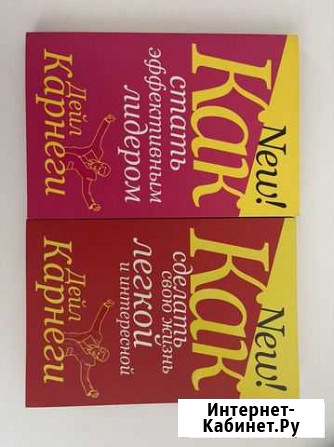 New!
Как
стать
эффективным
лидером
Дейл
Карнеги
New!
Как
сделать
свою жизнь
легкой
и интересной
Дейл
Карнеги
Интернет-
Кабинет.Ру